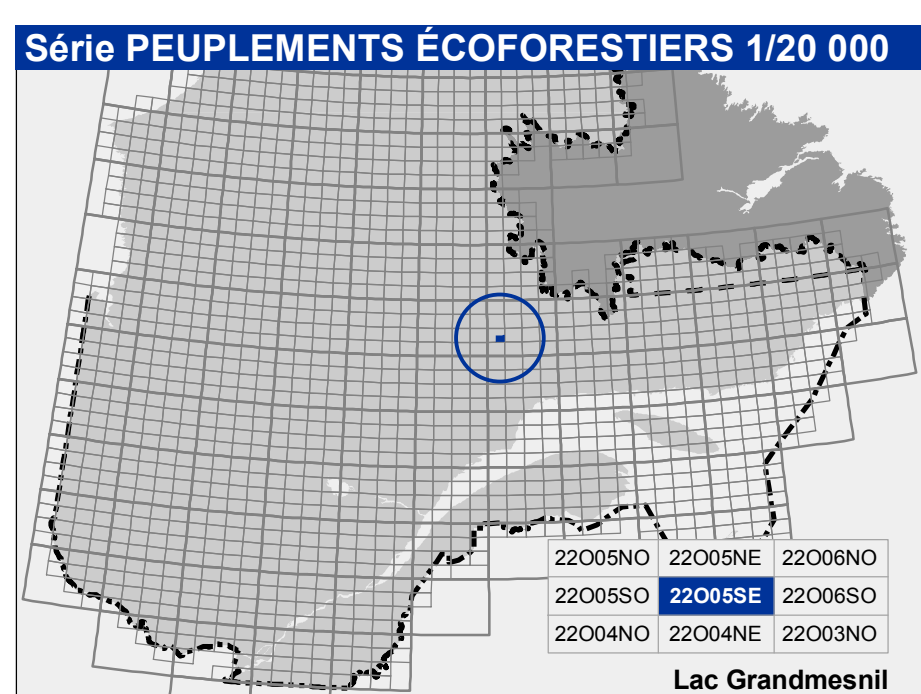 Série PEUPLEMENTS ÉCOFORESTIERS 1/20 000
22O05NO 22O05NE 22O06NO
22O05SO 22O05SE 22O06SO
22O04NO 22O04NE 22O03NO
Lac Grandmesnil